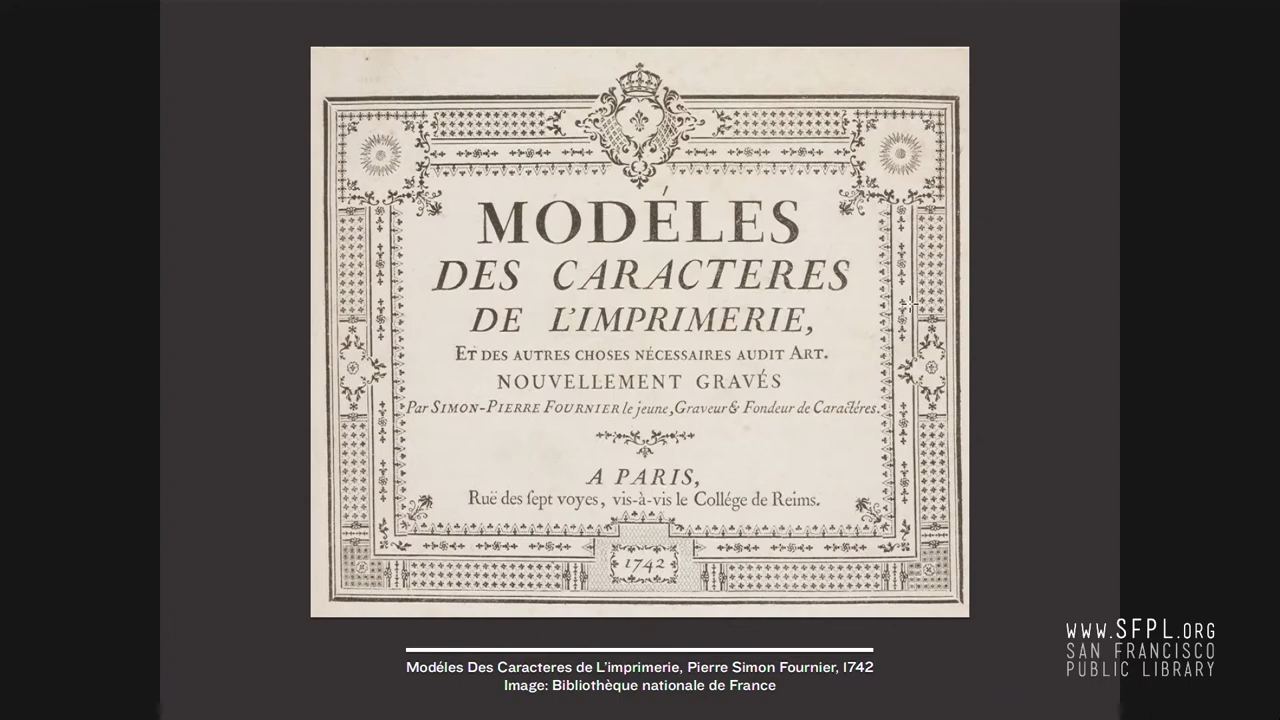 MODÉLES
DES CARACTERES
DE L'IMPRIMERIE,
ET DES AUTRES CHOSES NÉCESSAIRES AUDIT ART.
NOUVELLEMENT GRAVÉS
Par SIMON-PIERRE FOURNIER le jeune, Graveur & Fondeur de Caractéres.
A PARIS,
Ruë des ſept voyes, vis-à-vis le Collége de Reims.
1742
Modéles Des Caracteres de L'imprimerie, Pierre Simon Fournier, 1742
Image: Bibliothèque nationale de France
WWW.SFPL.ORG
SAN FRANCISCO
PUBLIC LIBRARY